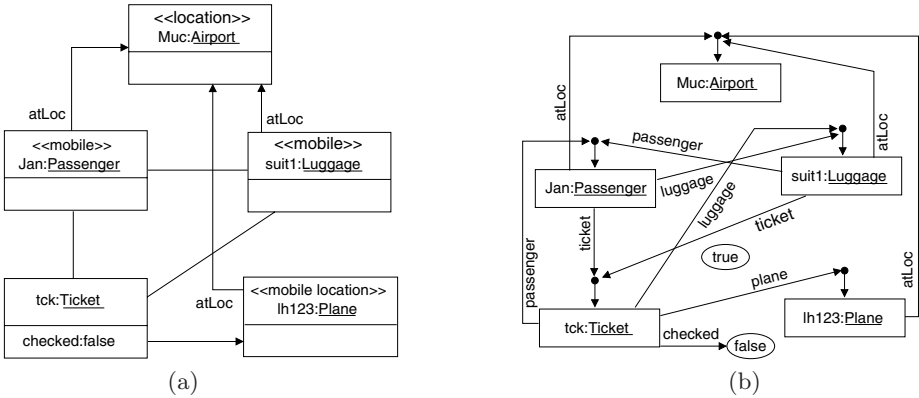 <<location>>
Muc:Airport
atLoc
atLoc
<<mobile>>
Jan:Passenger
<<mobile>>
suit1:Luggage
tck:Ticket
checked:false
atLoc
<<mobile location>>
lh123:Plane
(a)
Muc:Airport
atLoc
atLoc
passenger
Jan:Passenger
luggage
suit1:Luggage
luggage
ticket
ticket
true
passenger
plane
atLoc
tck:Ticket
checked
false
lh123:Plane
(b)